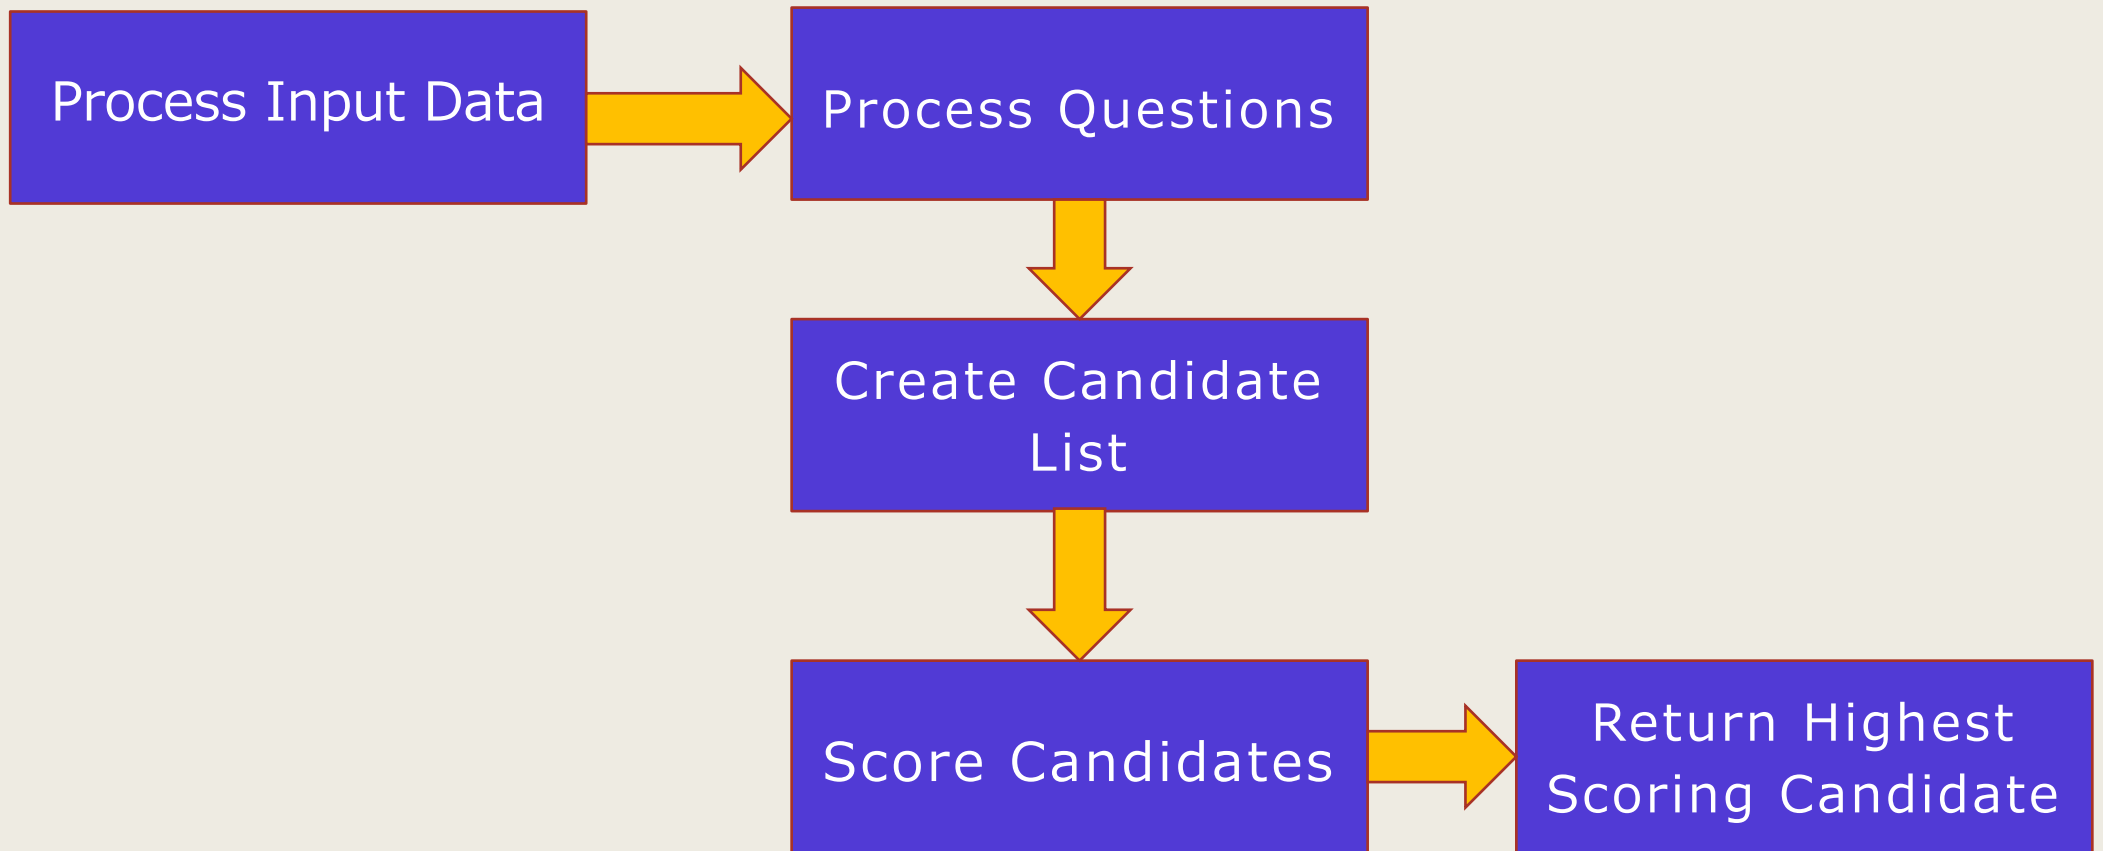 Process Input Data
Process Questions
Create Candidate
List
Score Candidates
Return Highest
Scoring Candidate